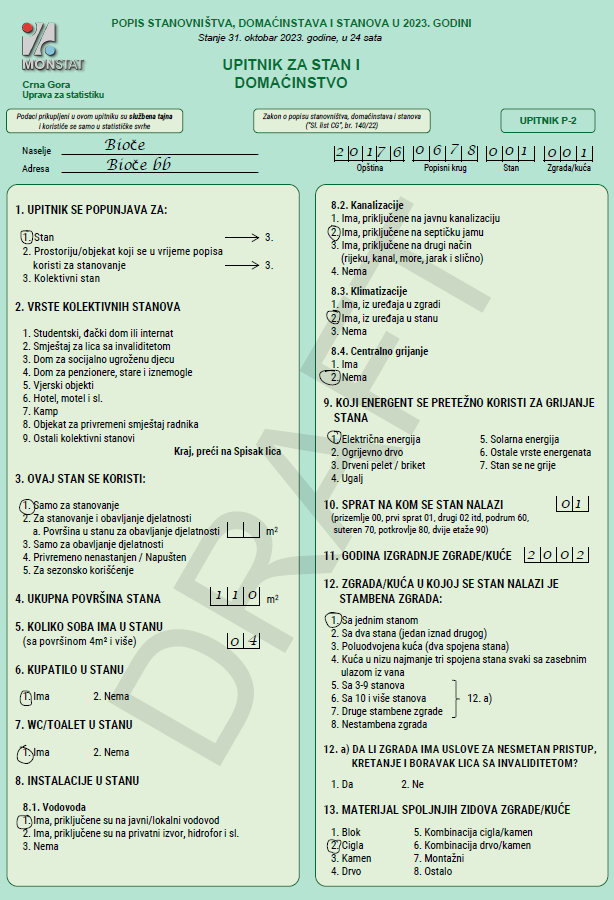 POPIS STANOVNIŠTVA, DOMAĆINSTAVA I STANOVA U 2023. GODINI
Stanje 31. oktobar 2023. godine, u 24 sata
MONSTAT
Crna Gora
Uprava za statistiku
UPITNIK ZA STAN I
DOMAĆINSTVO
Podaci prikupljeni u ovom upitniku su službena tajna
i koristiće se samo u statističke svrhe
Zakon o popisu stanovništva, domaćinstava i stanova
("Sl. list CG", br. 140/22)
UPITNIK P-2
Naselje Bioče
Adresa Bioče bb
20176 0678 001 001
Opština Popisni krug Stan Zgrada/kuća
DRAFT
1. UPITNIK SE POPUNJAVA ZA:
1. Stan 3.
2. Prostoriju/objekat koji se u vrijeme popisa
koristi za stanovanje 3.
3. Kolektivni stan
2. VRSTE KOLEKTIVNIH STANOVA
1. Studentski, đački dom ili internat
2. Smještaj za lica sa invaliditetom
3. Dom za socijalno ugroženu djecu
4. Dom za penzionere, stare i iznemogle
5. Vjerski objekti
6. Hotel, motel i sl.
7. Kamp
8. Objekat za privremeni smještaj radnika
9. Ostali kolektivni stanovi
Kraj, preći na Spisak lica
3. OVAJ STAN SE KORISTI:
1. Samo za stanovanje
2. Za stanovanje i obavljanje djelatnosti
a. Površina u stanu za obavljanje djelatnosti m²
3. Samo za obavljanje djelatnosti
4. Privremeno nenastanjen / Napušten
5. Za sezonsko korišćenje
4. UKUPNA POVRŠINA STANA 110 m²
5. KOLIKO SOBA IMA U STANU
(sa površinom 4m² i više) 04
6. KUPATILO U STANU
1. Ima 2. Nema
7. WC/TOALET U STANU
1. Ima 2. Nema
8. INSTALACIJE U STANU
8.1. Vodovoda
1. Ima, priključene su na javni/lokalni vodovod
2. Ima, priključene su na privatni izvor, hidrofor i sl.
3. Nema
8.2. Kanalizacije
1. Ima, priključene na javnu kanalizaciju
2. Ima, priključene na septičku jamu
3. Ima, priključene na drugi način
(rijeku, kanal, more, jarak i slično)
4. Nema
8.3. Klimatizacije
1. Ima, iz uređaja u zgradi
2. Ima, iz uređaja u stanu
3. Nema
8.4. Centralno grijanje
1. Ima
2. Nema
9. KOJI ENERGENT SE PRETEŽNO KORISTI ZA GRIJANJE
STANA
1. Električna energija 5. Solarna energija
2. Ogrijevno drvo 6. Ostale vrste energenata
3. Drveni pelet / briket 7. Stan se ne grije
4. Ugalj
10. SPRAT NA KOM SE STAN NALAZI 01
(prizemlje 00, prvi sprat 01, drugi 02 itd, podrum 60,
suteren 70, potkrovlje 80, dvije etaže 90)
11. GODINA IZGRADNJE ZGRADE/KUĆE 2002
12. ZGRADA/KUĆA U KOJOJ SE STAN NALAZI JE
STAMBENA ZGRADA:
1. Sa jednim stanom
2. Sa dva stana (jedan iznad drugog)
3. Poluodvojena kuća (dva spojena stana)
4. Kuća u nizu najmanje tri spojena stana svaki sa zasebnim
ulazom iz vana
5. Sa 3-9 stanova
6. Sa 10 i više stanova 12. a)
7. Druge stambene zgrade
8. Nestambena zgrada
12. a) DA LI ZGRADA IMA USLOVE ZA NESMETAN PRISTUP,
KRETANJE I BORAVAK LICA SA INVALIDITETOM?
1. Da 2. Ne
13. MATERIJAL SPOLJNJIH ZIDOVA ZGRADE/KUĆE
1. Blok 5. Kombinacija cigla/kamen
2. Cigla 6. Kombinacija drvo/kamen
3. Kamen 7. Montažni
4. Drvo 8. Ostalo